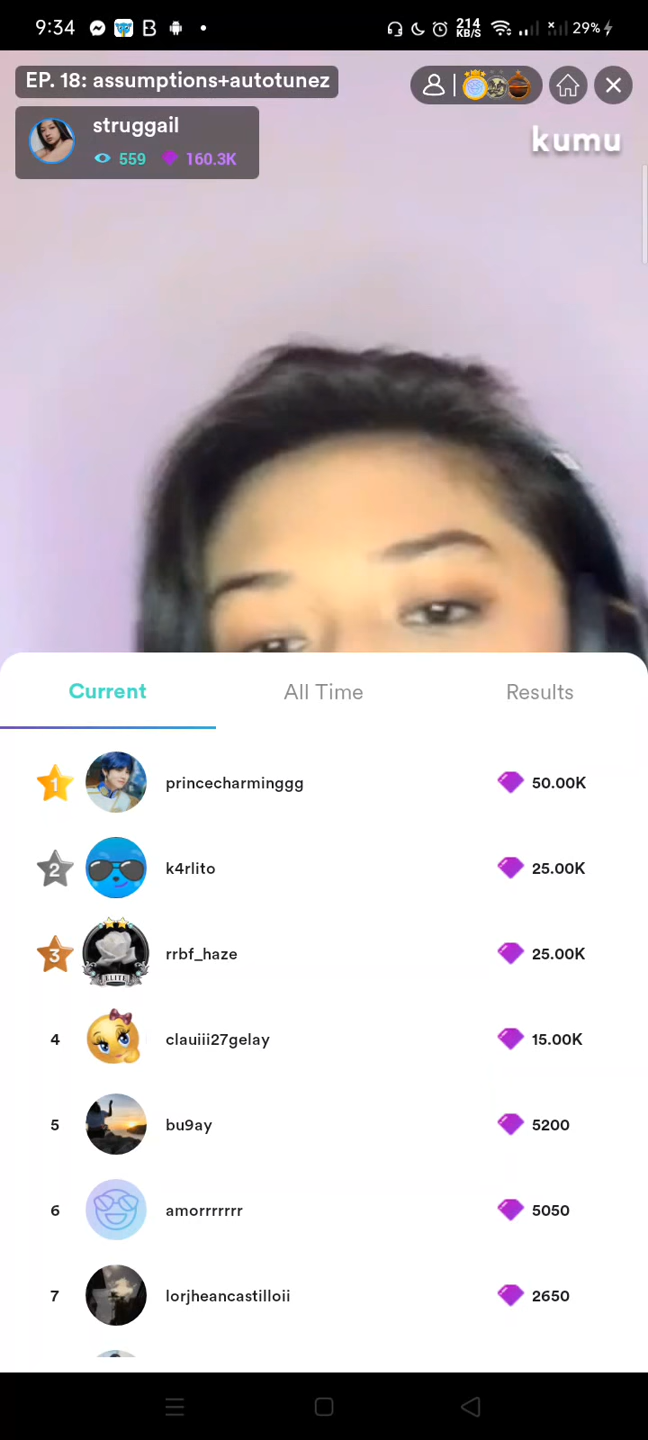 9:34
214
KB/S
29%
EP. 18: assumptions+autotunez
struggail
559
160.3K
kumu
Current
All Time
Results
1
princecharminggg
50.00K
2
k4rlito
25.00K
3
ELITE
rrbf_haze
25.00K
4
clauiii27gelay
15.00K
5
bu9ay
5200
6
amorrrrrrr
5050
7
lorjheancastilloii
2650